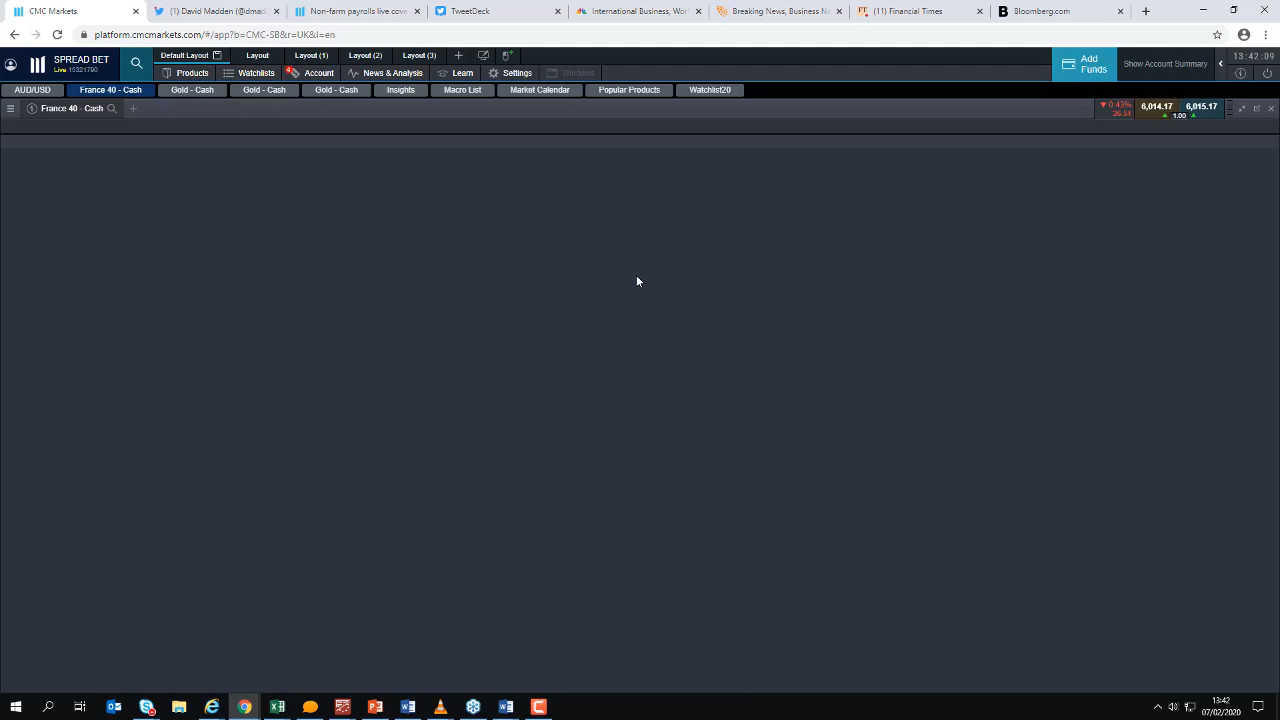 CMC Markets
(1) David Madden (@dmad
Non-farm payrolls live cove
TweetDeck
International Business, Worl
Breaking News, Business Ne
(11) Financial Times
Bloomberg.com
platform.cmcmarkets.com/#/app?b=CMC-SB&r=UK&l=en
SPREAD BET
Live 15321790
Default Layout
Layout
Layout (1)
Layout (2)
Layout (3)
Products
Watchlists
4
Account
News & Analysis
Learn
Settings
Windows
Add Funds
Show Account Summary
13:42:09
AUD/USD
France 40 - Cash
Gold - Cash
Gold - Cash
Gold - Cash
Insights
Macro List
Market Calendar
Popular Products
Watchlist20
1 France 40 - Cash
0.43%
6,014.17
6,015.17
1.00
13:42
07/02/2020